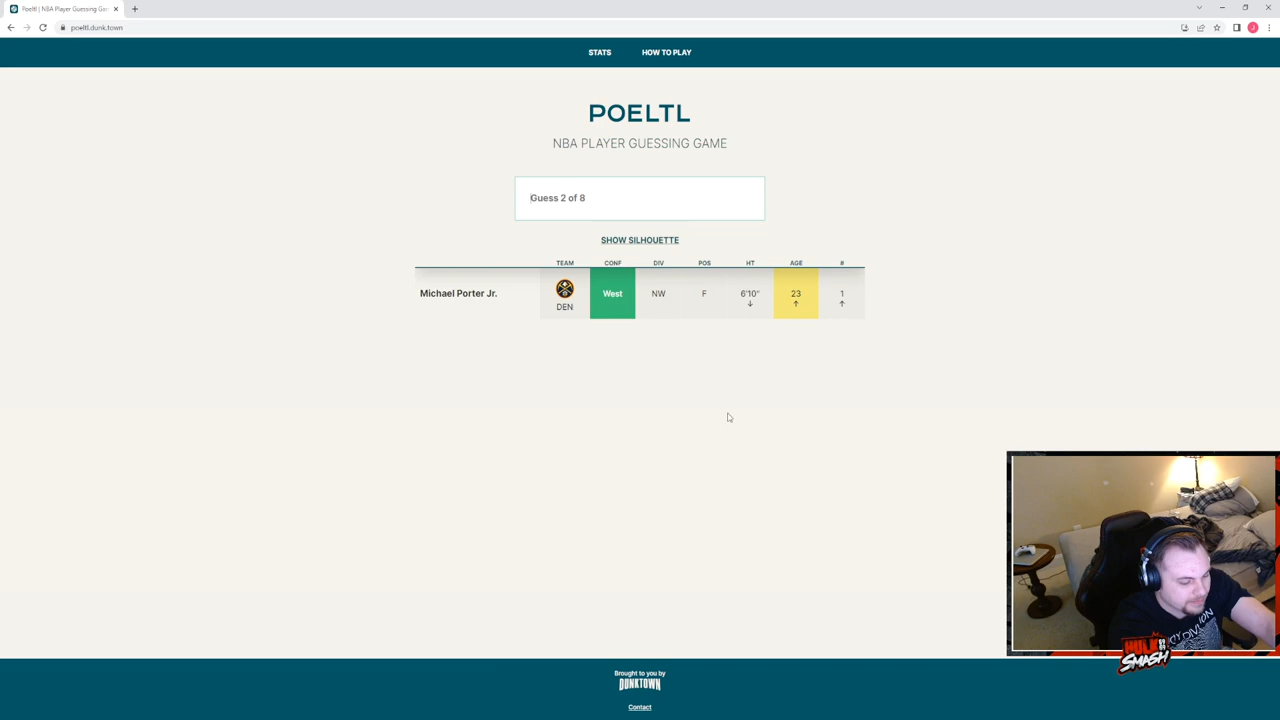 Poeltl | NBA Player Guessing Gam
poeltl.dunk.town
STATS HOW TO PLAY
POELTL
NBA PLAYER GUESSING GAME
Guess 2 of 8
SHOW SILHOUETTE
TEAM CONF DIV POS HT AGE #
Michael Porter Jr. DEN West NW F 6'10" ↓ 23 ↑ 1 ↑
Brought to you by
DUNKTOWN
Contact
HULK
SMASH